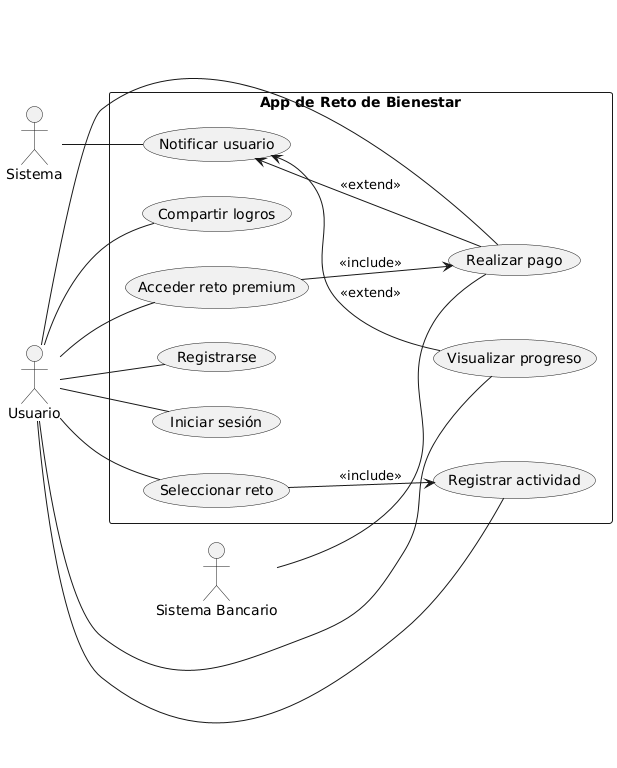 App de Reto de Bienestar
Sistema
Notificar usuario
«extend»
Compartir logros
Realizar pago
«include»
Acceder reto premium
«extend»
Registrarse
Visualizar progreso
Usuario
Iniciar sesión
«include»
Registrar actividad
Seleccionar reto
Sistema Bancario